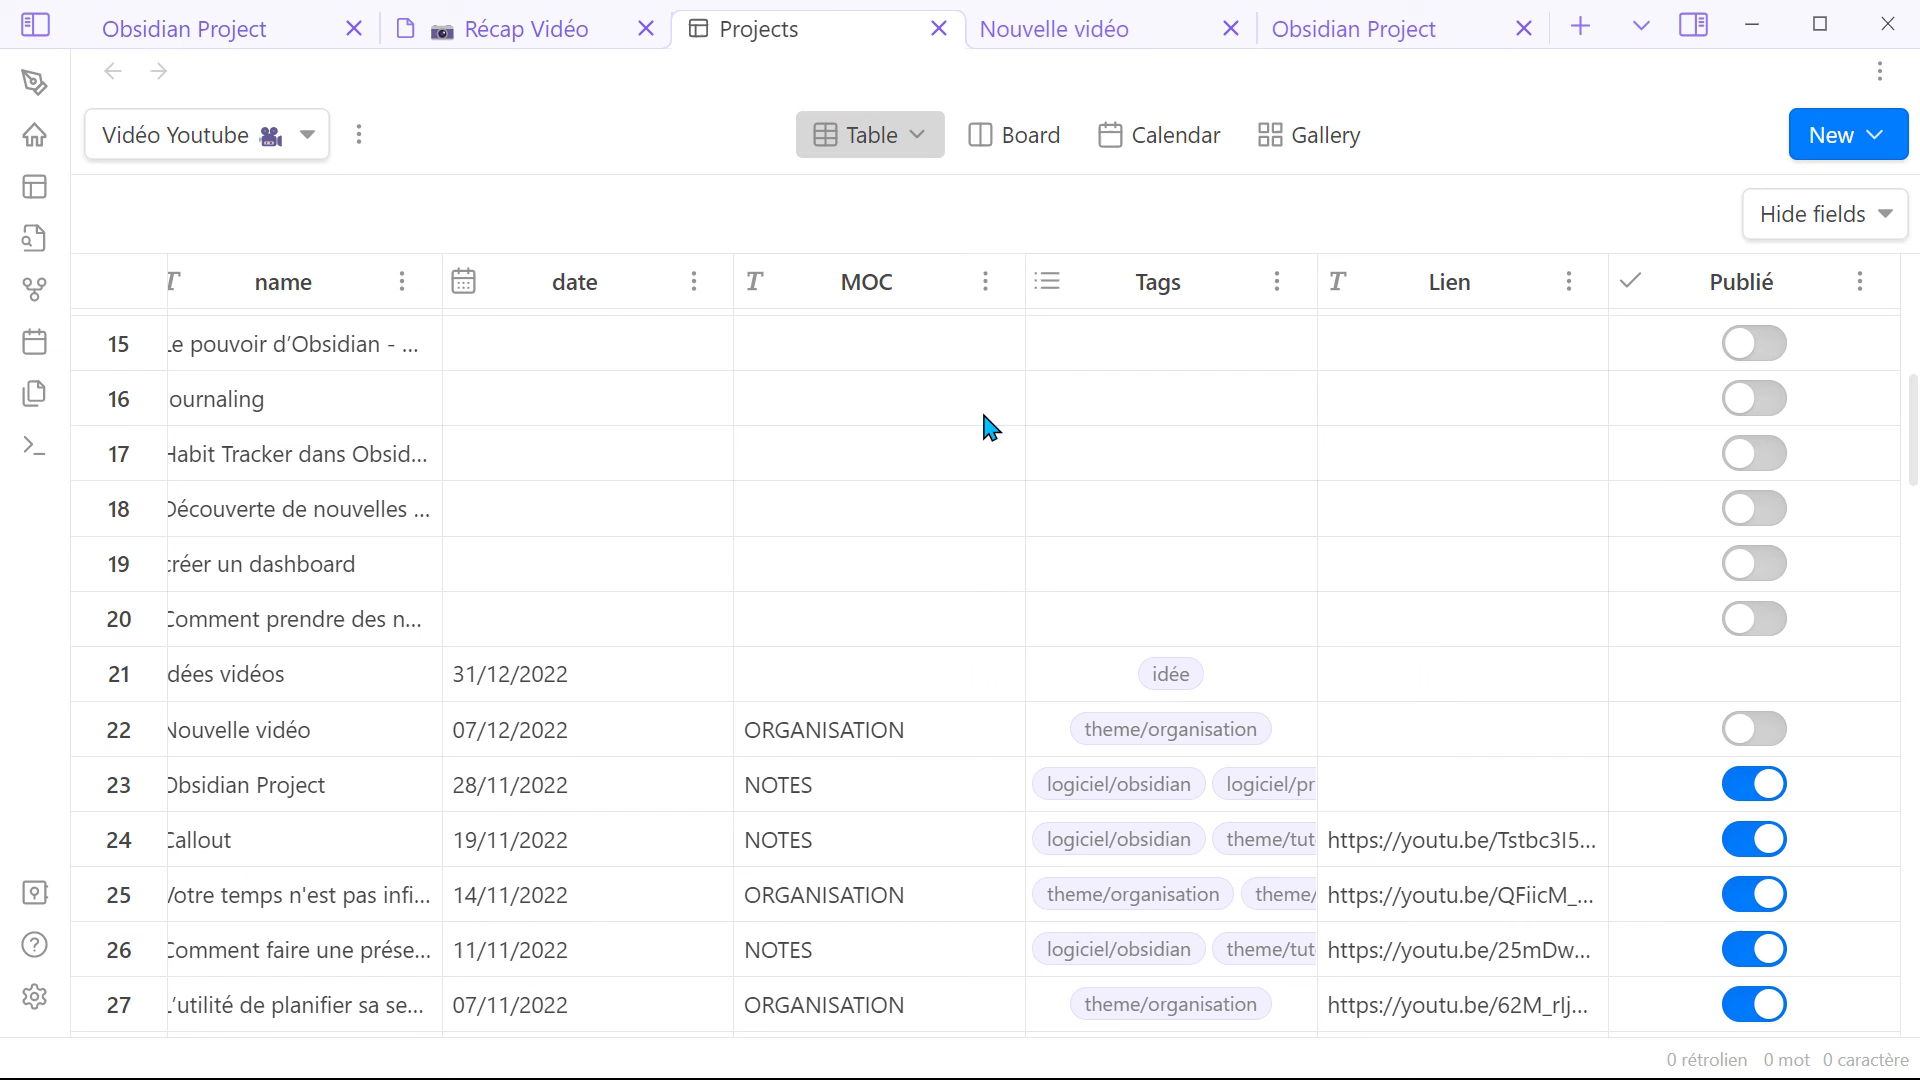 Obsidian Project Récap Vidéo Projects Nouvelle vidéo Obsidian Project
Vidéo Youtube Table Board Calendar Gallery New
Hide fields
name date MOC Tags Lien Publié
15 Le pouvoir d'Obsidian - ...
16 ournaling
17 Habit Tracker dans Obsid...
18 Découverte de nouvelles ...
19 créer un dashboard
20 Comment prendre des n...
21 dées vidéos 31/12/2022 idée
22 Nouvelle vidéo 07/12/2022 ORGANISATION theme/organisation
23 Obsidian Project 28/11/2022 NOTES logiciel/obsidian logiciel/pr
24 Callout 19/11/2022 NOTES logiciel/obsidian theme/tut https://youtu.be/Tstbc3I5...
25 Votre temps n'est pas infi... 14/11/2022 ORGANISATION theme/organisation theme/ https://youtu.be/QFiicM_...
26 Comment faire une prése... 11/11/2022 NOTES logiciel/obsidian theme/tut https://youtu.be/25mDw...
27 L'utilité de planifier sa se... 07/11/2022 ORGANISATION theme/organisation https://youtu.be/62M_rlj...
0 rétrolien 0 mot 0 caractère